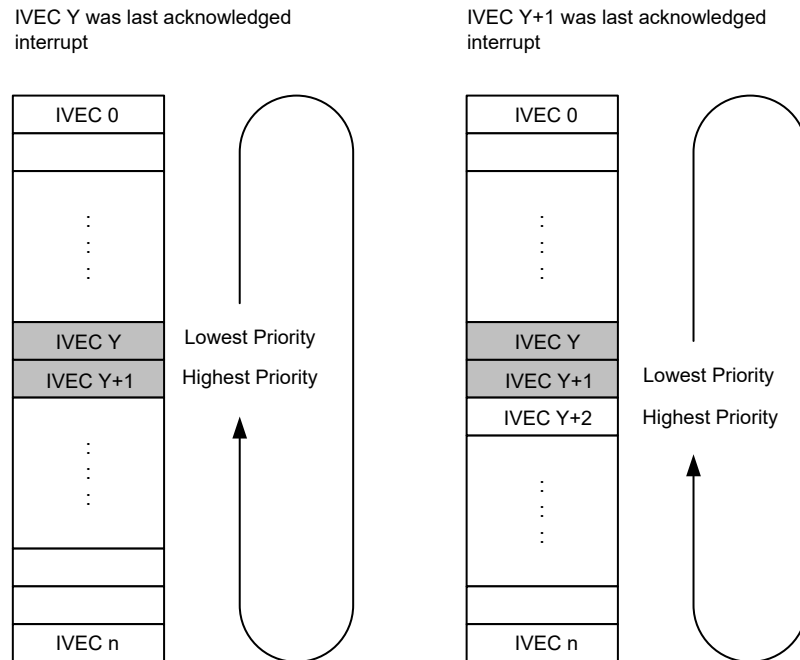 IVEC Y was last acknowledged
interrupt
IVEC 0
:
:
:
IVEC Y
Lowest Priority
IVEC Y+1
Highest Priority
:
:
:
IVEC n
IVEC Y+1 was last acknowledged
interrupt
IVEC 0
:
:
:
IVEC Y
IVEC Y+1
Lowest Priority
IVEC Y+2
Highest Priority
:
:
:
IVEC n